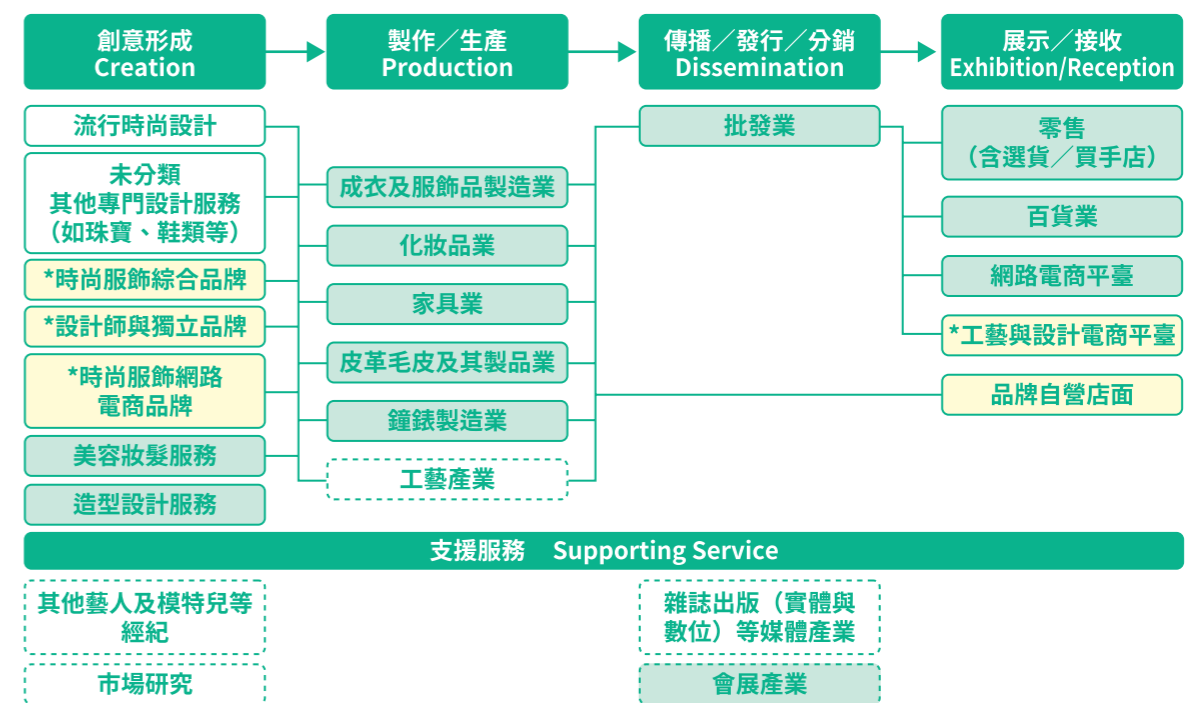 創意形成
Creation
製作／生產
Production
傳播／發行／分銷
Dissemination
展示／接收
Exhibition/Reception
流行時尚設計
未分類
其他專門設計服務
（如珠寶、鞋類等）
*時尚服飾綜合品牌
*設計師與獨立品牌
*時尚服飾網路
電商品牌
美容妝髮服務
造型設計服務
成衣及服飾品製造業
化妝品業
家具業
皮革毛皮及其製品業
鐘錶製造業
工藝產業
批發業
零售
（含選貨／買手店）
百貨業
網路電商平臺
*工藝與設計電商平臺
品牌自營店面
支援服務 Supporting Service
其他藝人及模特兒等
經紀
市場研究
雜誌出版（實體與
數位）等媒體產業
會展產業